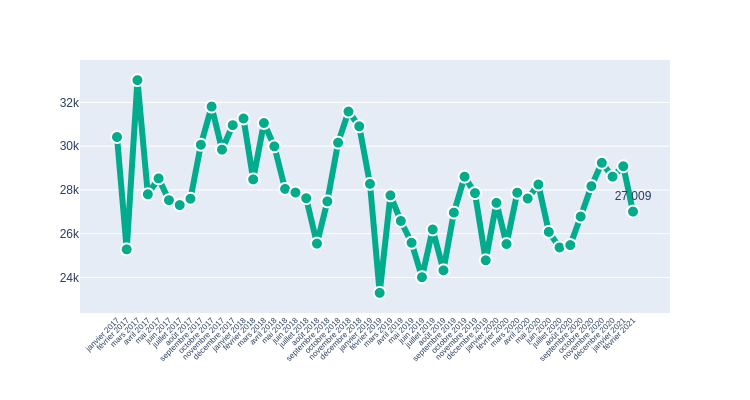 32k
30k
28k
26k
24k
27 009
janvier 2017
février 2017
mars 2017
avril 2017
mai 2017
juin 2017
juillet 2017
août 2017
septembre 2017
octobre 2017
novembre 2017
décembre 2017
janvier 2018
février 2018
mars 2018
avril 2018
mai 2018
juin 2018
juillet 2018
août 2018
septembre 2018
octobre 2018
novembre 2018
décembre 2018
janvier 2019
février 2019
mars 2019
avril 2019
mai 2019
juin 2019
juillet 2019
août 2019
septembre 2019
octobre 2019
novembre 2019
décembre 2019
janvier 2020
février 2020
mars 2020
avril 2020
mai 2020
juin 2020
juillet 2020
août 2020
septembre 2020
octobre 2020
novembre 2020
décembre 2020
janvier 2021
février 2021